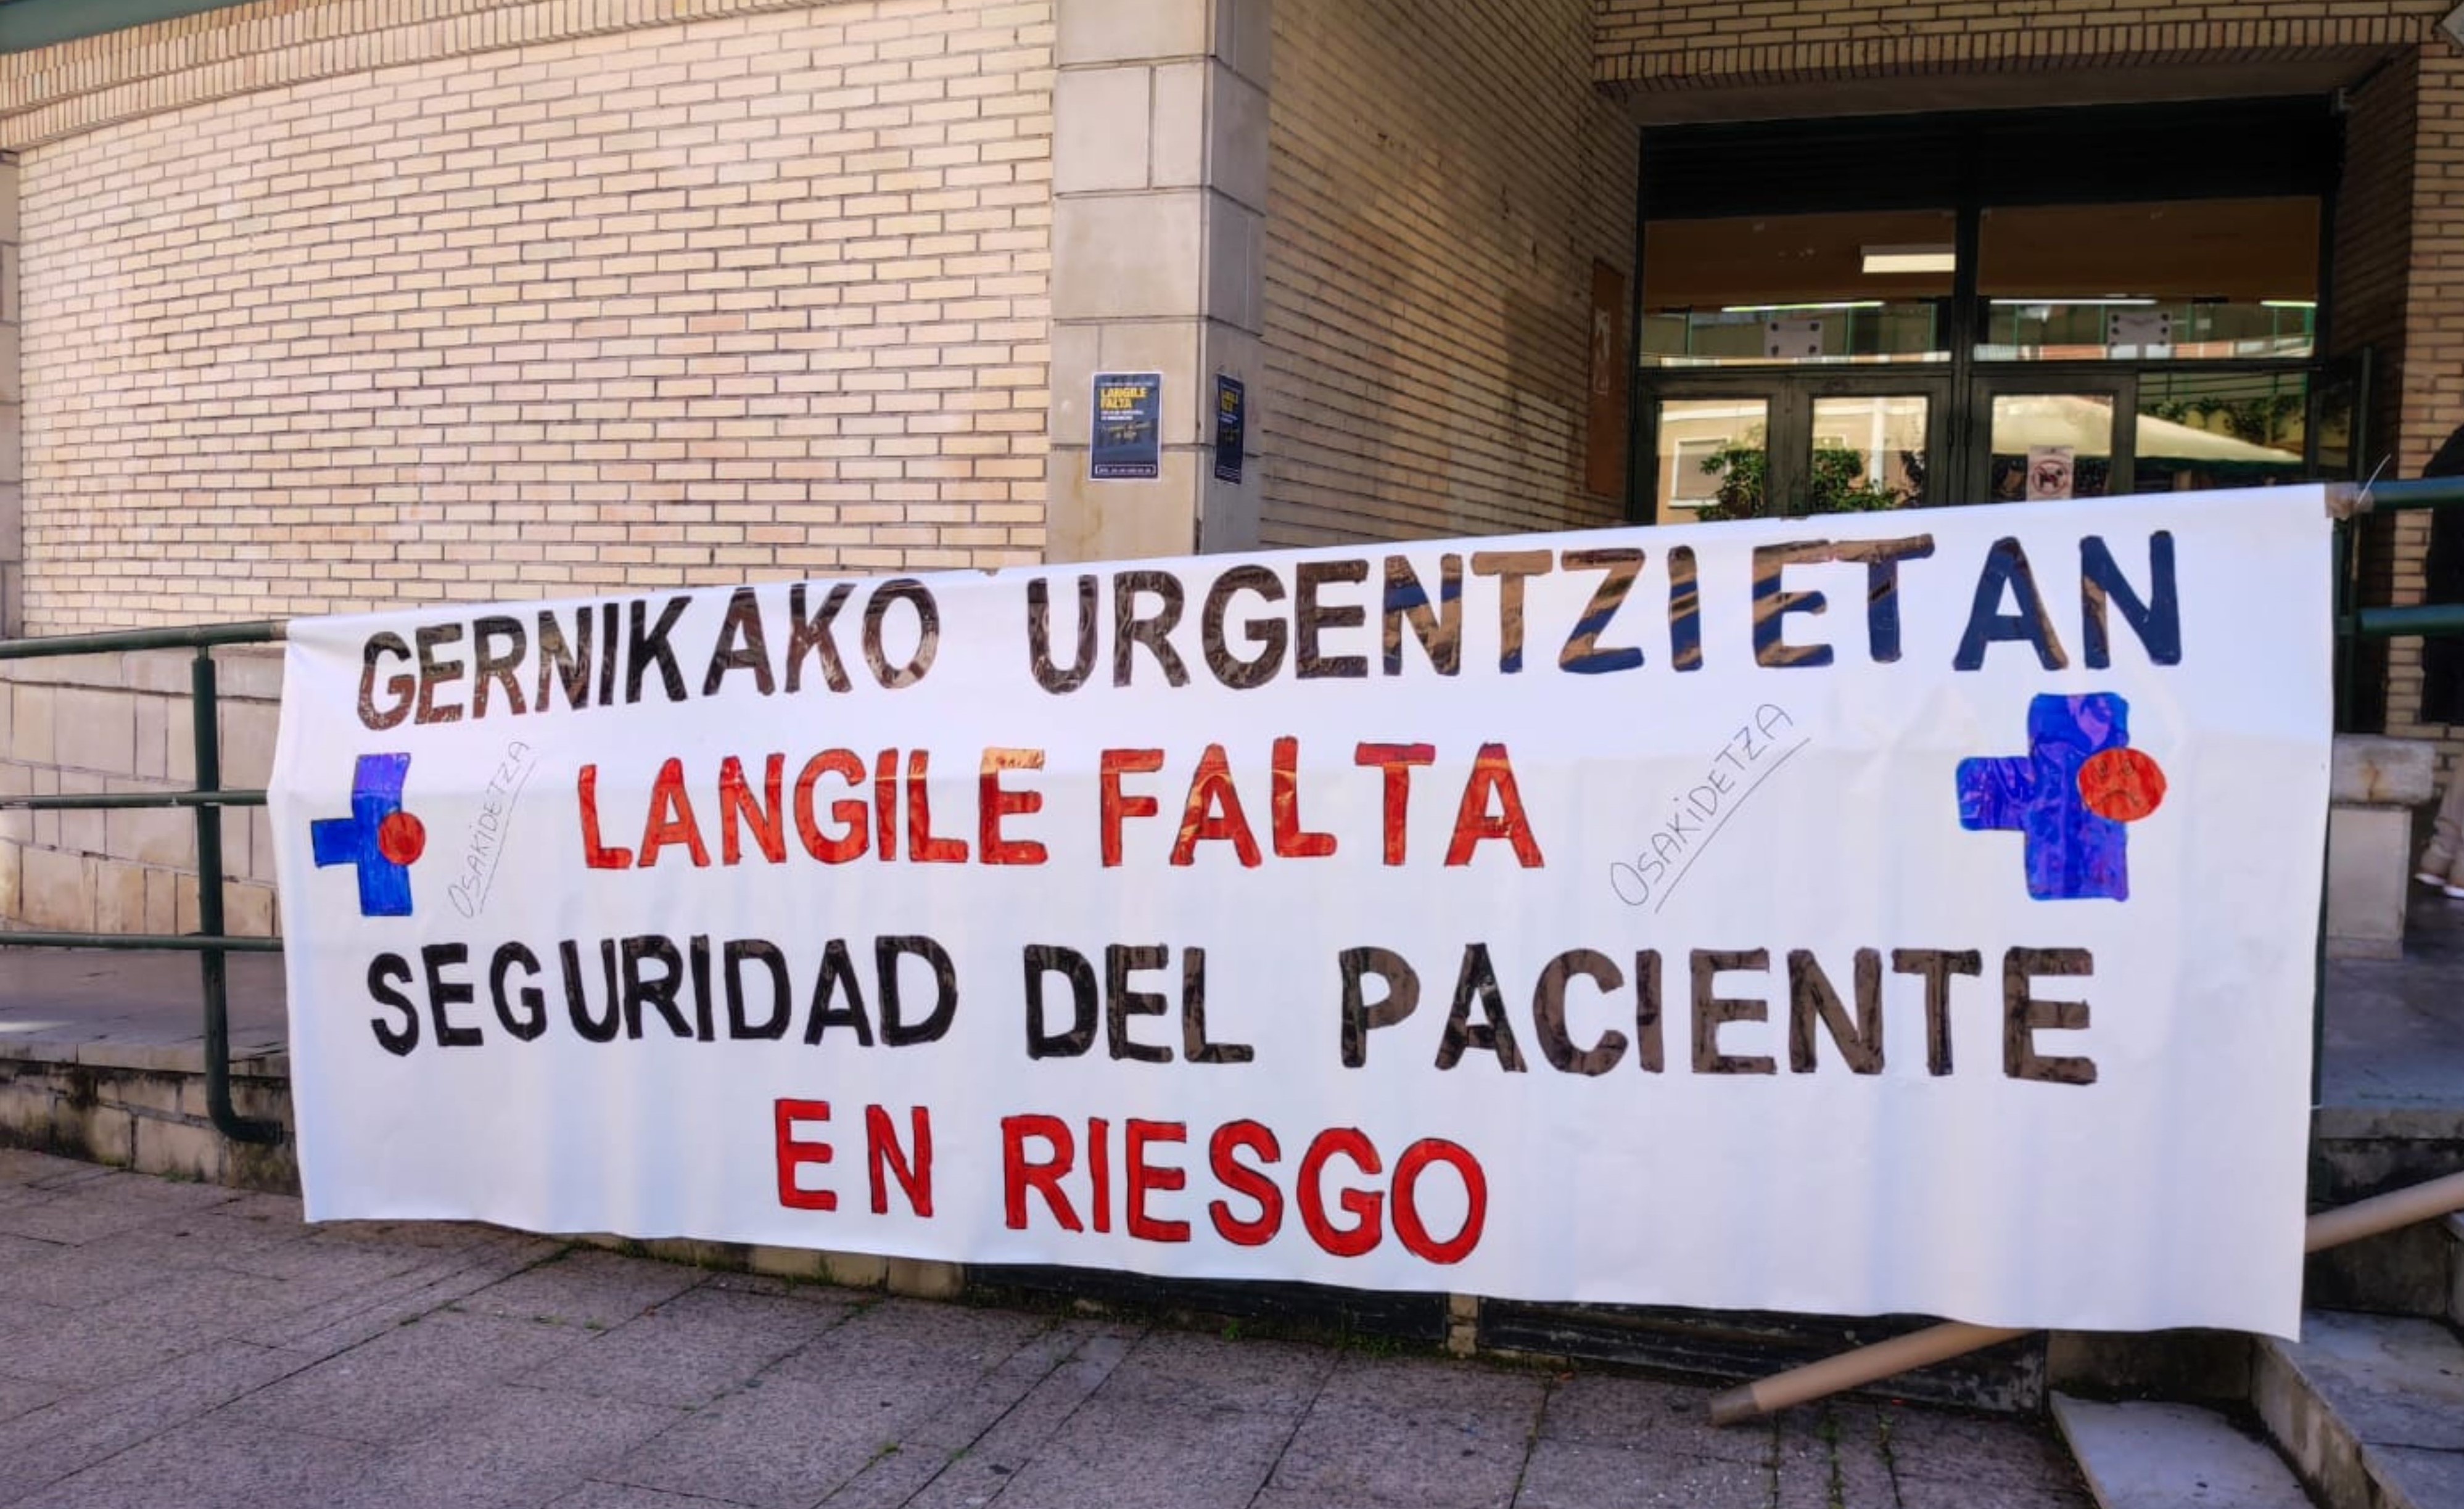 LANGILE
FALTA
GERNIKAKO URGENTZIETAN
OSAKIDETZA
LANGILE FALTA
OSAKIDETZA
SEGURIDAD DEL PACIENTE
EN RIESGO